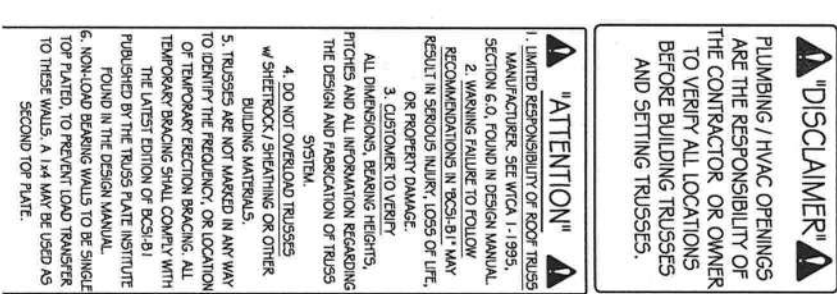 "DISCLAIMER"
PLUMBING / HVAC OPENINGS
ARE THE RESPONSIBILITY OF
THE CONTRACTOR OR OWNER
TO VERIFY ALL LOCATIONS
BEFORE BUILDING TRUSSES
AND SETTING TRUSSES.
"ATTENTION"
1. LIMITED RESPONSIBILITY OF ROOF TRUSS
MANUFACTURER. SEE WTCA 1-1995,
SECTION 6.0, FOUND IN DESIGN MANUAL.
2. WARNING FAILURE TO FOLLOW
RECOMMENDATIONS IN "BCSI-B1" MAY
RESULT IN SERIOUS INJURY, LOSS OF LIFE,
OR PROPERTY DAMAGE.
3. CUSTOMER TO VERIFY
ALL DIMENSIONS, BEARING HEIGHTS,
PITCHES AND ALL INFORMATION REGARDING
THE DESIGN AND FABRICATION OF TRUSS
SYSTEM.
4. DO NOT OVERLOAD TRUSSES
W/ SHEETROCK / SHEATHING OR OTHER
BUILDING MATERIALS.
5. TRUSSES ARE NOT MARKED IN ANY WAY
TO IDENTIFY THE FREQUENCY, OR LOCATION
OF TEMPORARY ERECTION BRACING. ALL
TEMPORARY BRACING SHALL COMPLY WITH
THE LATEST EDITION OF BCSI-B1
PUBLISHED BY THE TRUSS PLATE INSTITUTE
FOUND IN THE DESIGN MANUAL.
6. NON-LOAD BEARING WALLS TO BE SINGLE
TOP PLATED, TO PREVENT LOAD TRANSFER
TO THESE WALLS, A 1x4 MAY BE USED AS
SECOND TOP PLATE.